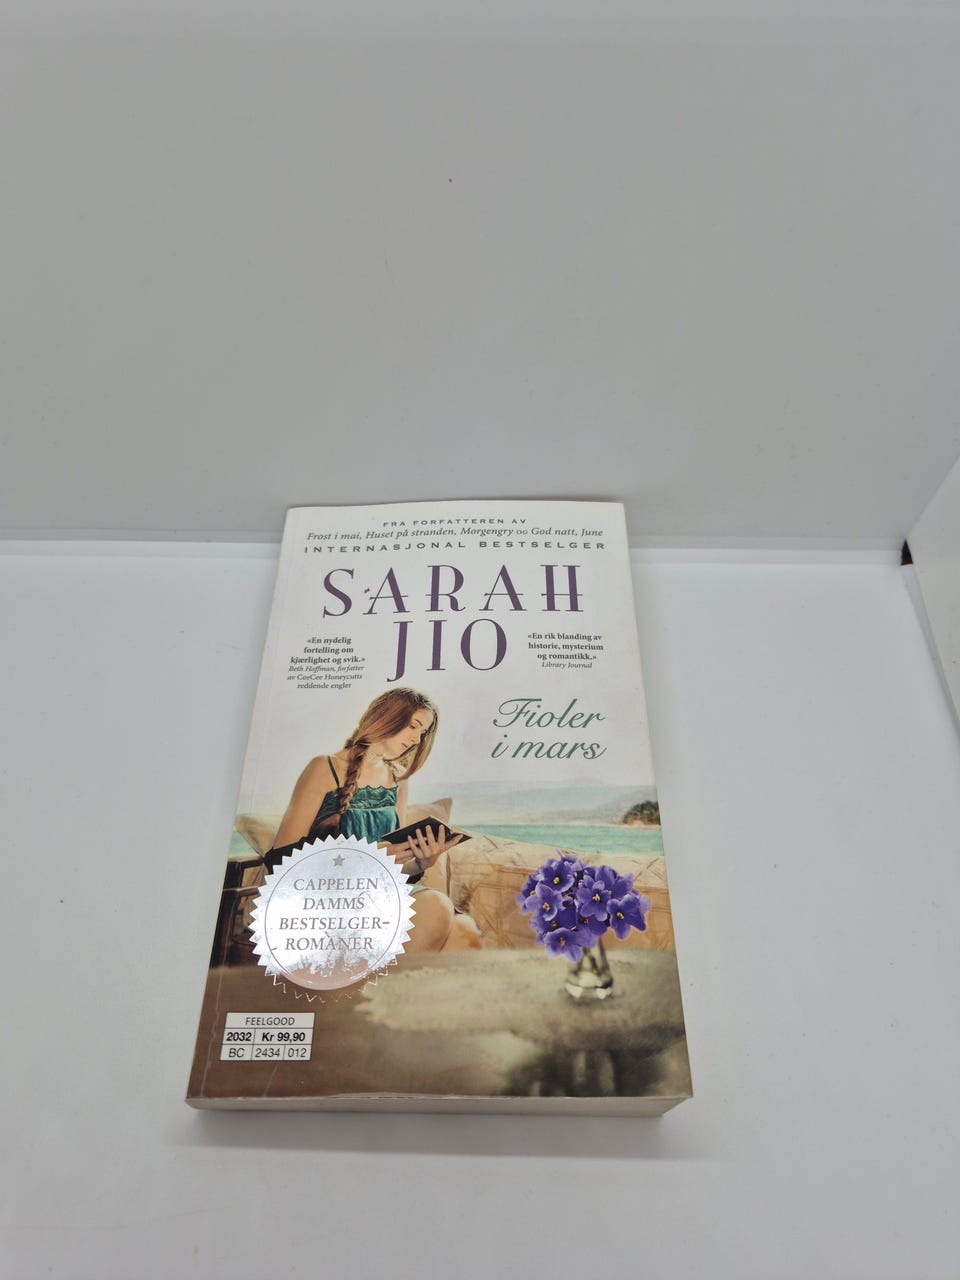 FRA FORFATTEREN AV
Frost i mai, Huset på stranden, Morgengry og God natt, June
INTERNASJONAL BESTSELGER
SARAH
JIO
«En nydelig
fortelling om
kjærlighet og svik.»
Beth Hoffman, forfatter
av CeeCee Honeycutts
reddende engler
«En rik blanding av
historie, mysterium
og romantikk.»
Library Journal
Fioler
i mars
CAPPELEN
DAMMS
BESTSELGER-
ROMANER
FEELGOOD
2032 Kr 99,90
BC 2434 012